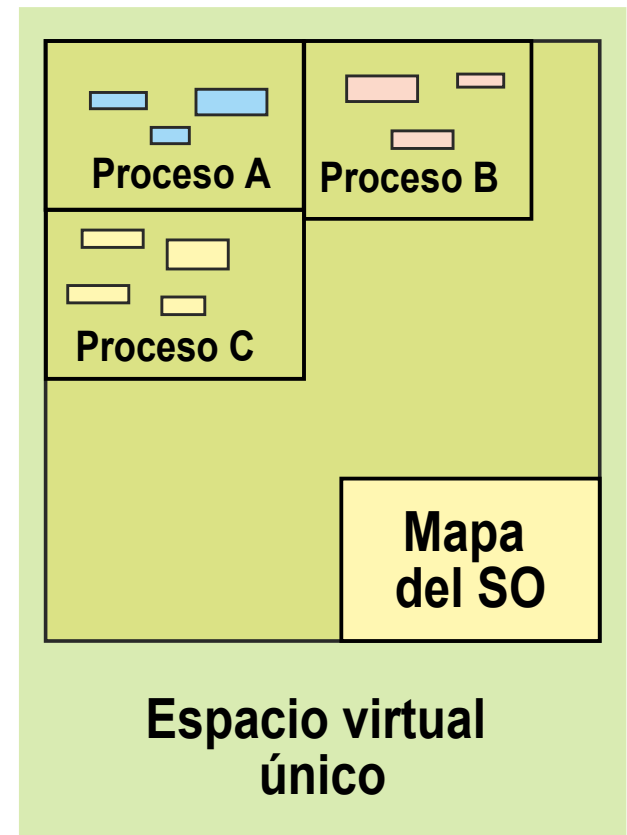 Proceso A
Proceso B
Proceso C
Mapa
del SO
Espacio virtual
único